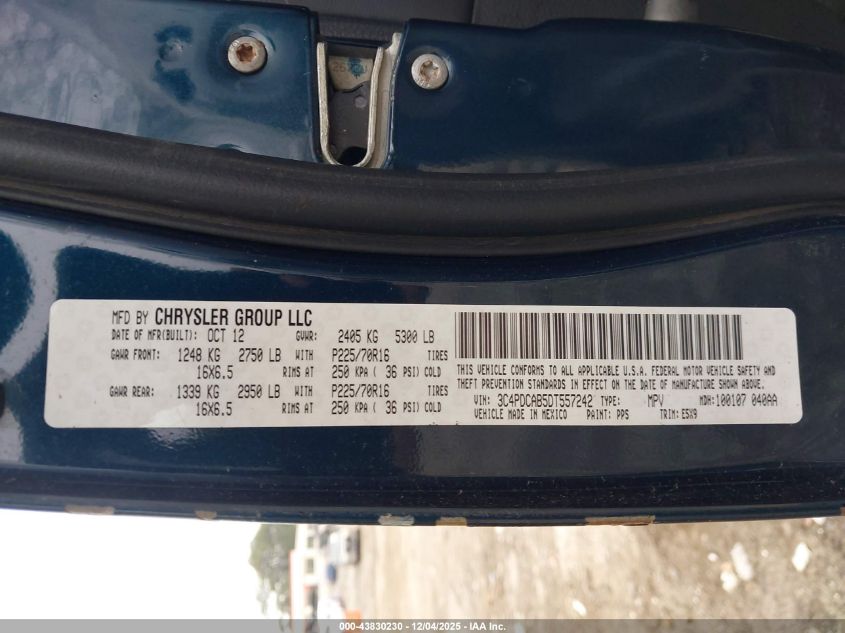 MFD BY CHRYSLER GROUP LLC
DATE OF MFR(BUILT): OCT 12 GVWR: 2405 KG 5300 LB
GAWR FRONT: 1248 KG 2750 LB WITH P225/70R16 TIRES
16X6.5 RIMS AT 250 KPA ( 36 PSI) COLD
GAWR REAR: 1339 KG 2950 LB WITH P225/70R16 TIRES
16X6.5 RIMS AT 250 KPA ( 36 PSI) COLD
THIS VEHICLE CONFORMS TO ALL APPLICABLE U.S.A. FEDERAL MOTOR VEHICLE SAFETY AND
THEFT PREVENTION STANDARDS IN EFFECT ON THE DATE OF MANUFACTURE SHOWN ABOVE.
VIN: 3C4PDCAB5DT557242 TYPE: MPV MDH: 100107 040AA
VEHICLE MADE IN MEXICO PAINT: PPS TRIM: E5X9
000-43830230 - 12/04/2025 - IAA Inc.